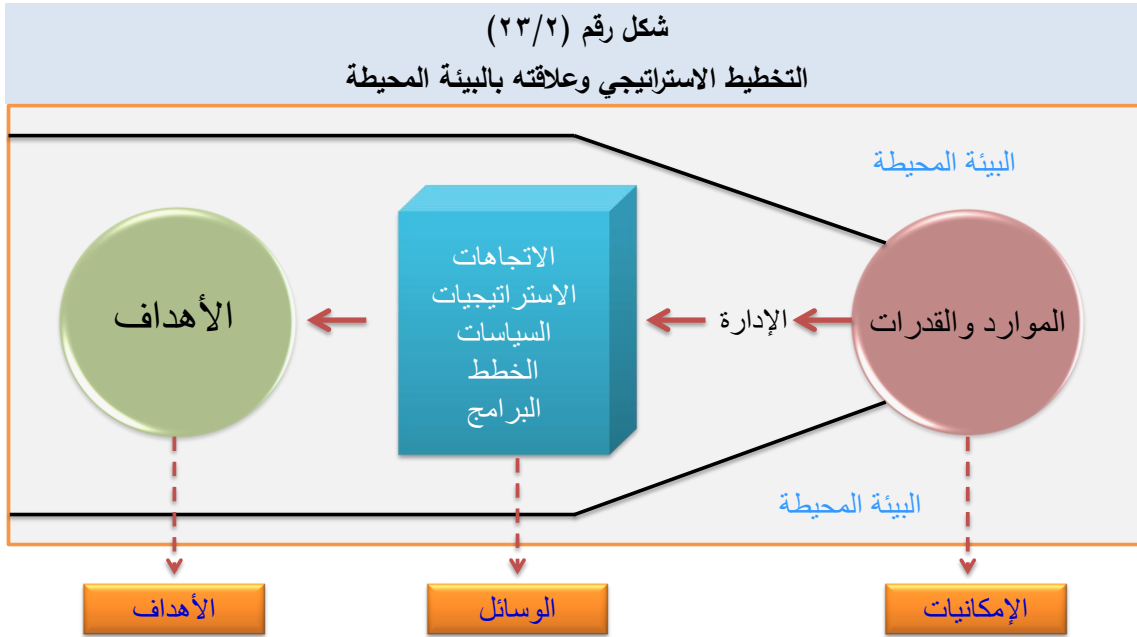 شكل رقم (٢٣/٢)
التخطيط الاستراتيجي وعلاقته بالبيئة المحيطة
البيئة المحيطة
الموارد والقدرات
الإدارة
الاتجاهات
الاستراتيجيات
السياسات
الخطط
البرامج
الأهداف
البيئة المحيطة
الإمكانيات
الوسائل
الأهداف